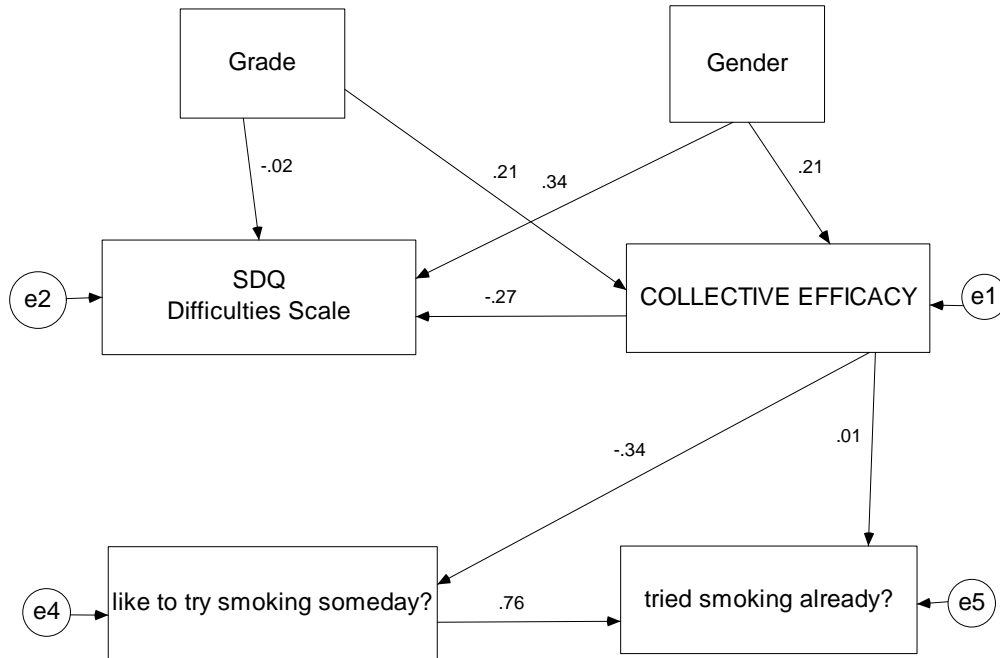 Grade
Gender
-.02
.21
.34
.21
SDQ
Difficulties Scale
COLLECTIVE EFFICACY
e2
-.27
e1
-.34
.01
like to try smoking someday?
tried smoking already?
e4
.76
e5